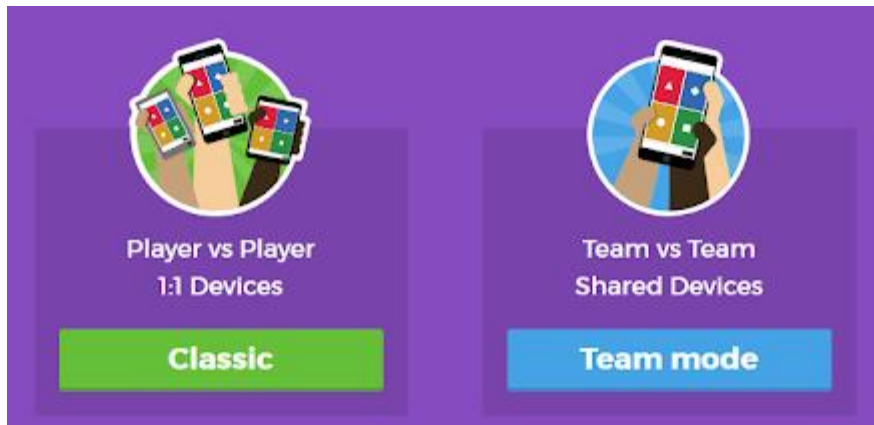 Player vs Player
1:1 Devices
Classic
Team vs Team
Shared Devices
Team mode